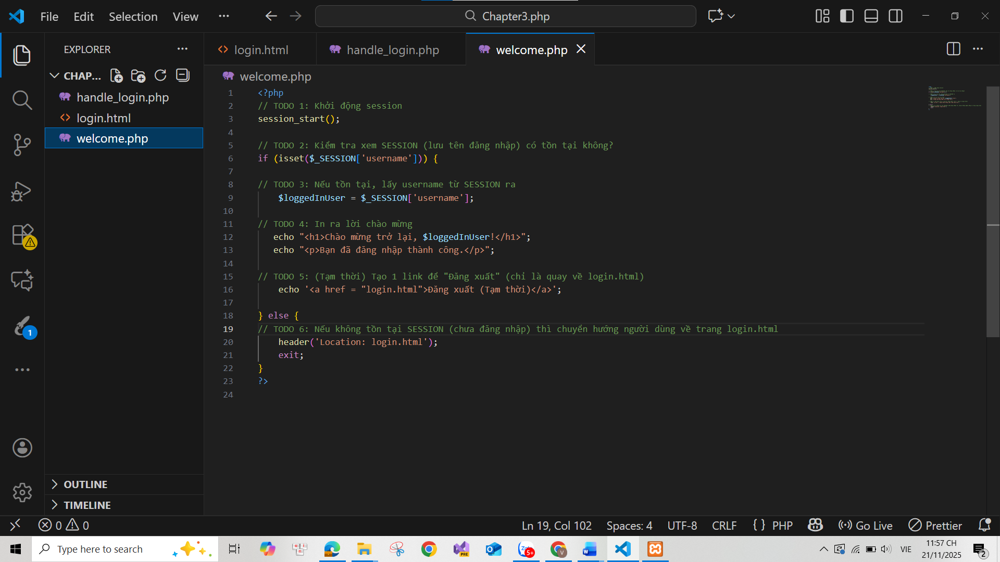 File Edit Selection View ··· Chapter3.php
EXPLORER ···
CHAP...
handle_login.php
login.html
welcome.php
OUTLINE
TIMELINE
login.html handle_login.php welcome.php
welcome.php
1 <?php
2 // TODO 1: Khởi động session
3 session_start();
4
5 // TODO 2: Kiểm tra xem SESSION (lưu tên đăng nhập) có tồn tại không?
6 if (isset($_SESSION['username'])) {
7
8 // TODO 3: Nếu tồn tại, lấy username từ SESSION ra
9 $loggedInUser = $_SESSION['username'];
10
11 // TODO 4: In ra lời chào mừng
12 echo "<h1>Chào mừng trở lại, $loggedInUser!</h1>";
13 echo "<p>Bạn đã đăng nhập thành công.</p>";
14
15 // TODO 5: (Tạm thời) Tạo 1 link để "Đăng xuất" (chỉ là quay về login.html)
16 echo '<a href = "login.html">Đăng xuất (Tạm thời)</a>';
17
18 } else {
19 // TODO 6: Nếu không tồn tại SESSION (chưa đăng nhập) thì chuyển hướng người dùng về trang login.html
20 header('Location: login.html');
21 exit;
22 }
23 ?>
24
1
0 0 Ln 19, Col 102 Spaces: 4 UTF-8 CRLF { } PHP Go Live Prettier
Type here to search PRE 5+ V VIE 11:57 CH
21/11/2025 2